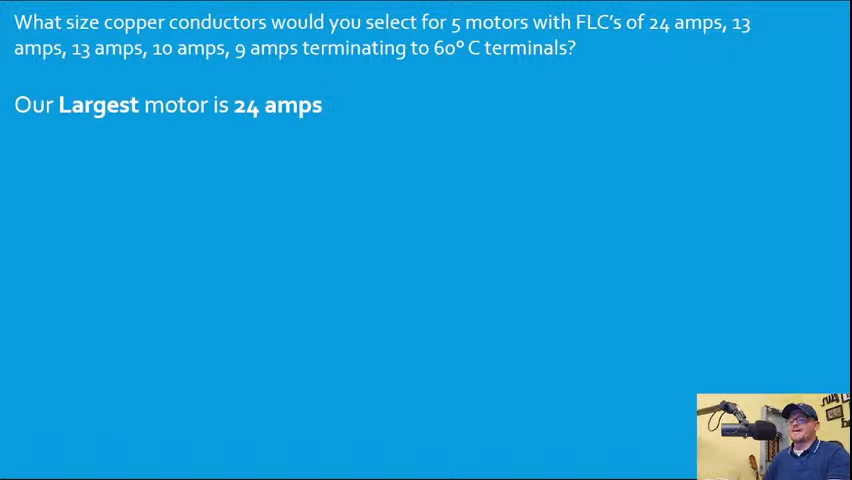 What size copper conductors would you select for 5 motors with FLC's of 24 amps, 13
amps, 13 amps, 10 amps, 9 amps terminating to 60° C terminals?
Our Largest motor is 24 amps